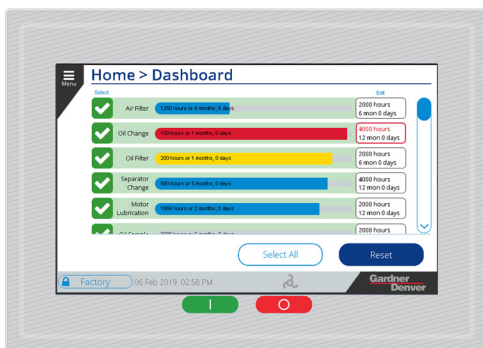 Home > Dashboard
Menu
Select
Edit
Air Filter
1250 hours or 4 months, 0 days
2000 hours
6 mon 0 days
Oil Change
100 hours or 1 months, 0 days
4000 hours
12 mon 0 days
Oil Filter
200 hours or 1 months, 0 days
2000 hours
6 mon 0 days
Separator
Change
500 hours or 5 months, 0 days
4000 hours
12 mon 0 days
Motor
Lubrication
hours or 2 months, 0 days
2000 hours
12 mon 0 days
Oil Sample
2000 hours
Select All
Reset
Factory
06 Feb 2019 02:58 PM
Gardner
Denver
I
O